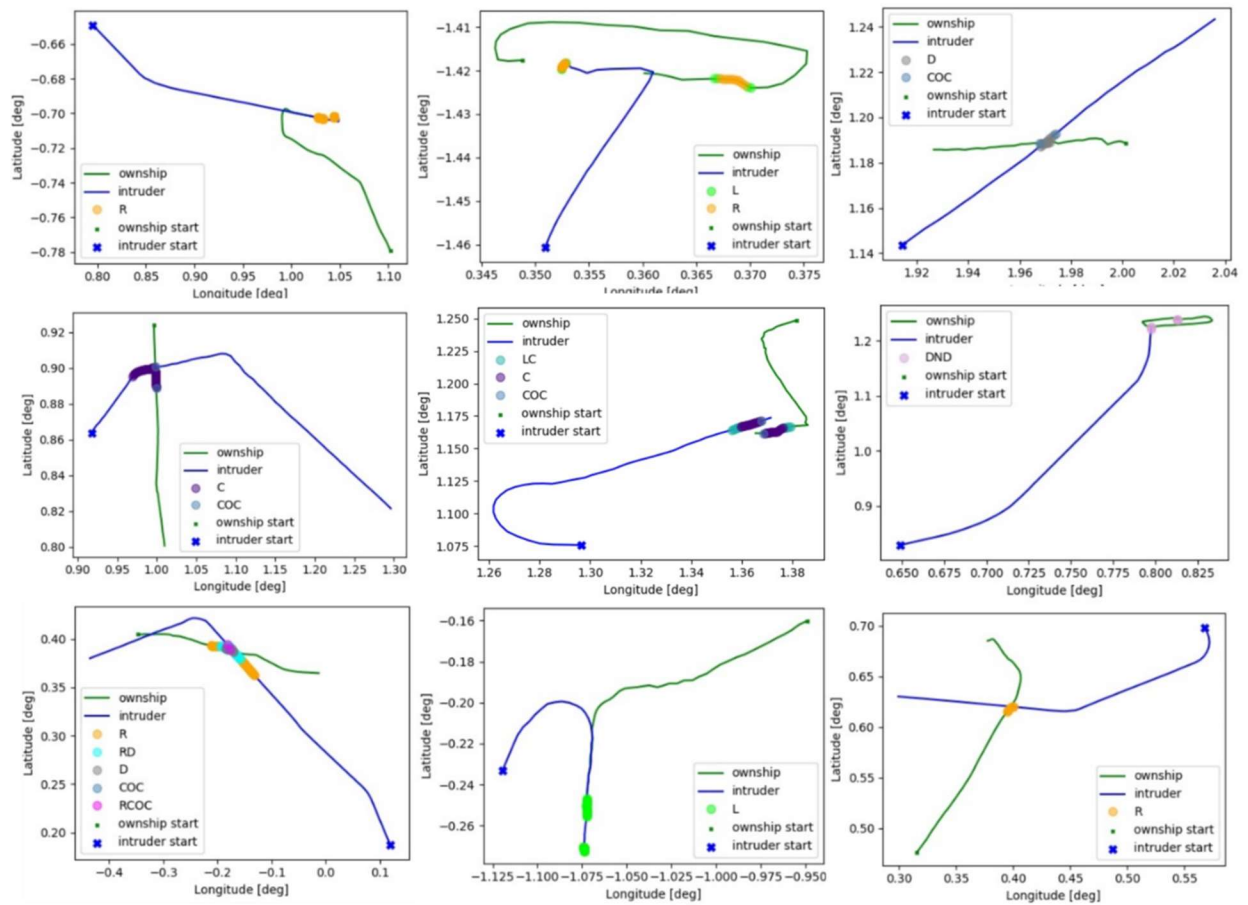 −0.66
−0.68
−0.70
−0.72
−0.74
−0.76
−0.78
Latitude [deg]
ownship
intruder
R
ownship start
intruder start
0.80
0.85
0.90
0.95
1.00
1.05
1.10
Longitude [deg]
−1.41
−1.42
−1.43
−1.44
−1.45
−1.46
Latitude [deg]
ownship
intruder
L
R
ownship start
intruder start
0.345
0.350
0.355
0.360
0.365
0.370
0.375
Longitude [deg]
1.24
1.22
1.20
1.18
1.16
1.14
Latitude [deg]
ownship
intruder
D
COC
ownship start
intruder start
1.92
1.94
1.96
1.98
2.00
2.02
2.04
0.92
0.90
0.88
0.86
0.84
0.82
0.80
Latitude [deg]
ownship
intruder
C
COC
ownship start
intruder start
0.90
0.95
1.00
1.05
1.10
1.15
1.20
1.25
1.30
Longitude [deg]
1.250
1.225
1.200
1.175
1.150
1.125
1.100
1.075
Latitude [deg]
ownship
intruder
LC
C
COC
ownship start
intruder start
1.26
1.28
1.30
1.32
1.34
1.36
1.38
Longitude [deg]
1.2
1.1
1.0
0.9
Latitude [deg]
ownship
intruder
DND
ownship start
intruder start
0.650
0.675
0.700
0.725
0.750
0.775
0.800
0.825
Longitude [deg]
0.40
0.35
0.30
0.25
0.20
Latitude [deg]
ownship
intruder
R
RD
D
COC
RCOC
ownship start
intruder start
−0.4
−0.3
−0.2
−0.1
0.0
0.1
Longitude [deg]
−0.16
−0.18
−0.20
−0.22
−0.24
−0.26
Latitude [deg]
ownship
intruder
L
ownship start
intruder start
−1.125
−1.100
−1.075
−1.050
−1.025
−1.000
−0.975
−0.950
Longitude [deg]
0.70
0.65
0.60
0.55
0.50
Latitude [deg]
ownship
intruder
R
ownship start
intruder start
0.30
0.35
0.40
0.45
0.50
0.55
Longitude [deg]